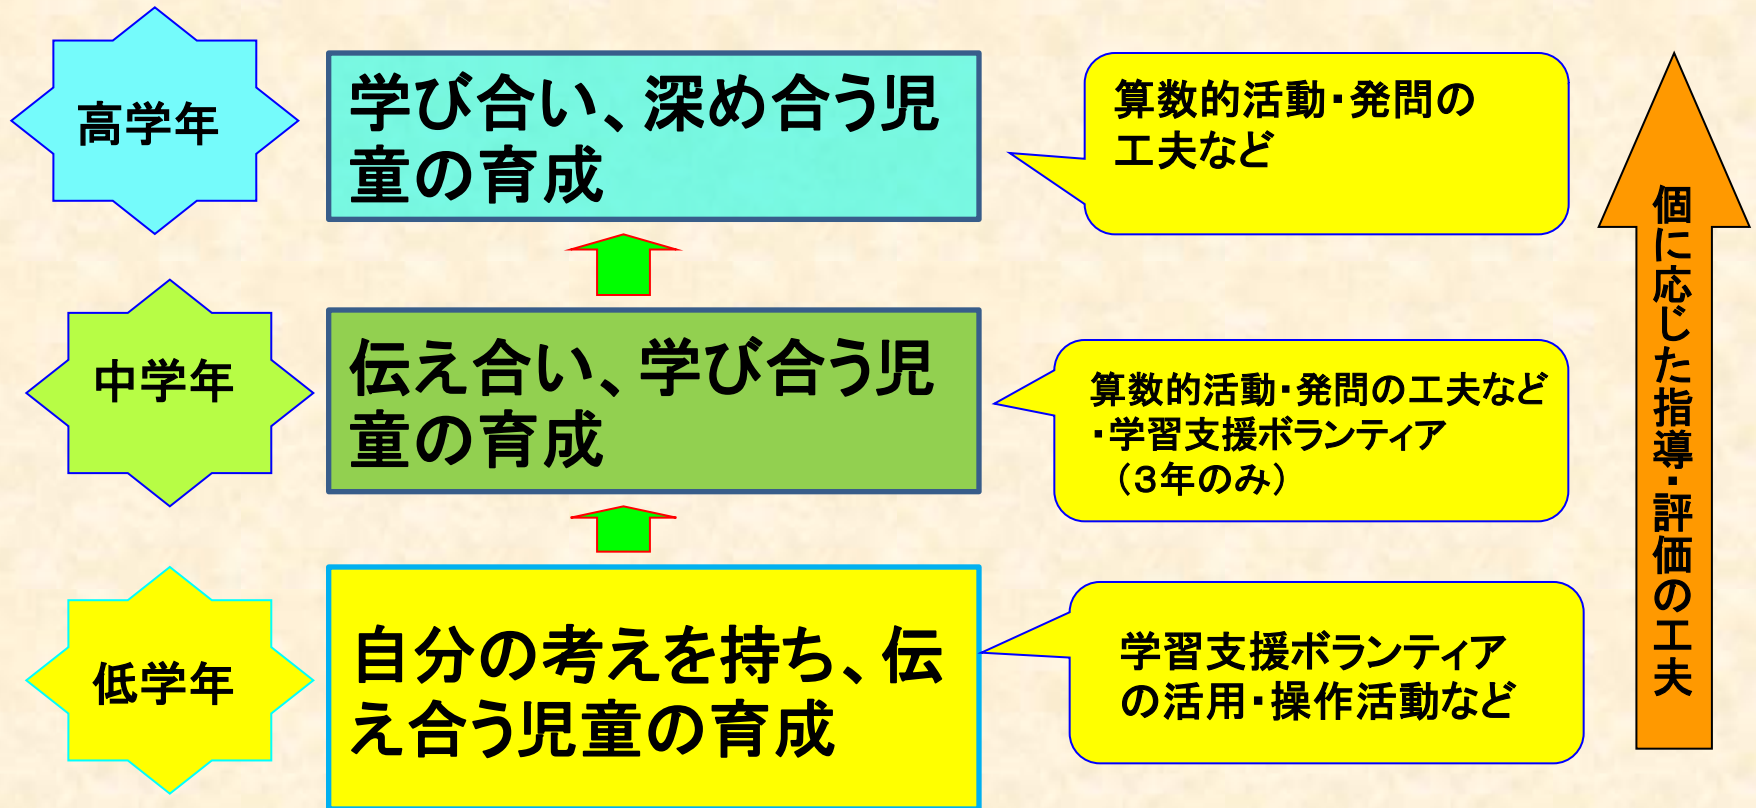 高学年
学び合い、深め合う児
童の育成
算数的活動・発問の
工夫など
中学年
伝え合い、学び合う児
童の育成
算数的活動・発問の工夫など
・学習支援ボランティア
（３年のみ）
低学年
自分の考えを持ち、伝
え合う児童の育成
学習支援ボランティア
の活用・操作活動など
個に応じた指導・評価の工夫